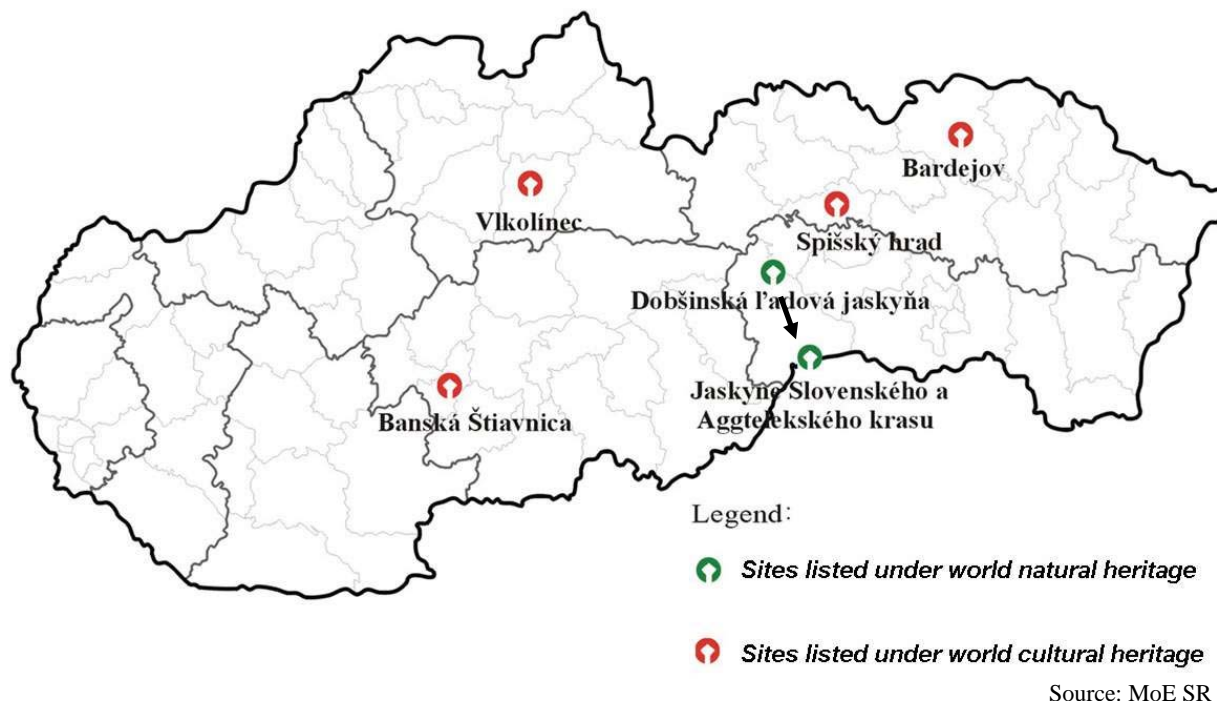 Bardejov
Vlkolínec
Spišský hrad
Dobšinská ľadová jaskyňa
Jaskyne Slovenského a
Aggtelekského krasu
Banská Štiavnica
Legend:
Sites listed under world natural heritage
Sites listed under world cultural heritage
Source: MoE SR